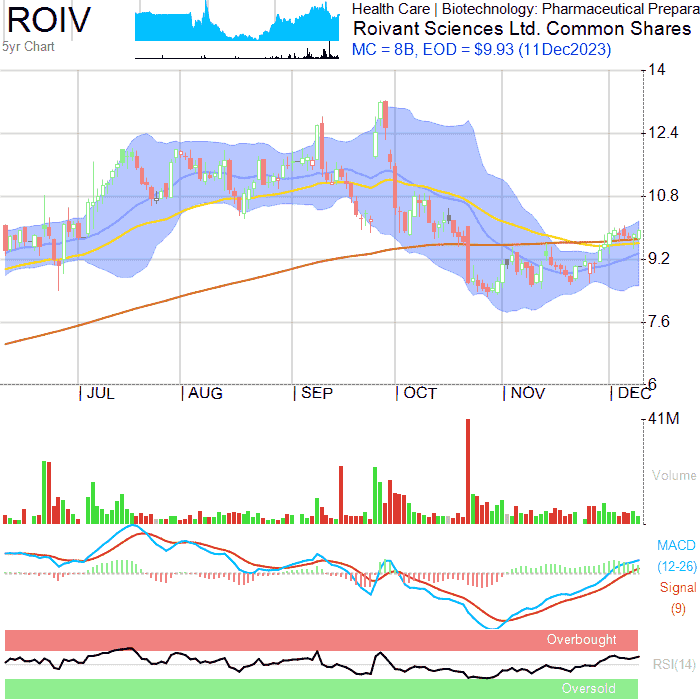 ROIV
5yr Chart
Health Care | Biotechnology: Pharmaceutical Prepara
Roivant Sciences Ltd. Common Shares
MC = 8B, EOD = $9.93 (11Dec2023)
14
12.4
10.8
9.2
7.6
6
JUL AUG SEP OCT NOV DEC
41M
Volume
MACD
(12-26)
Signal
(9)
Overbought
RSI(14)
Oversold